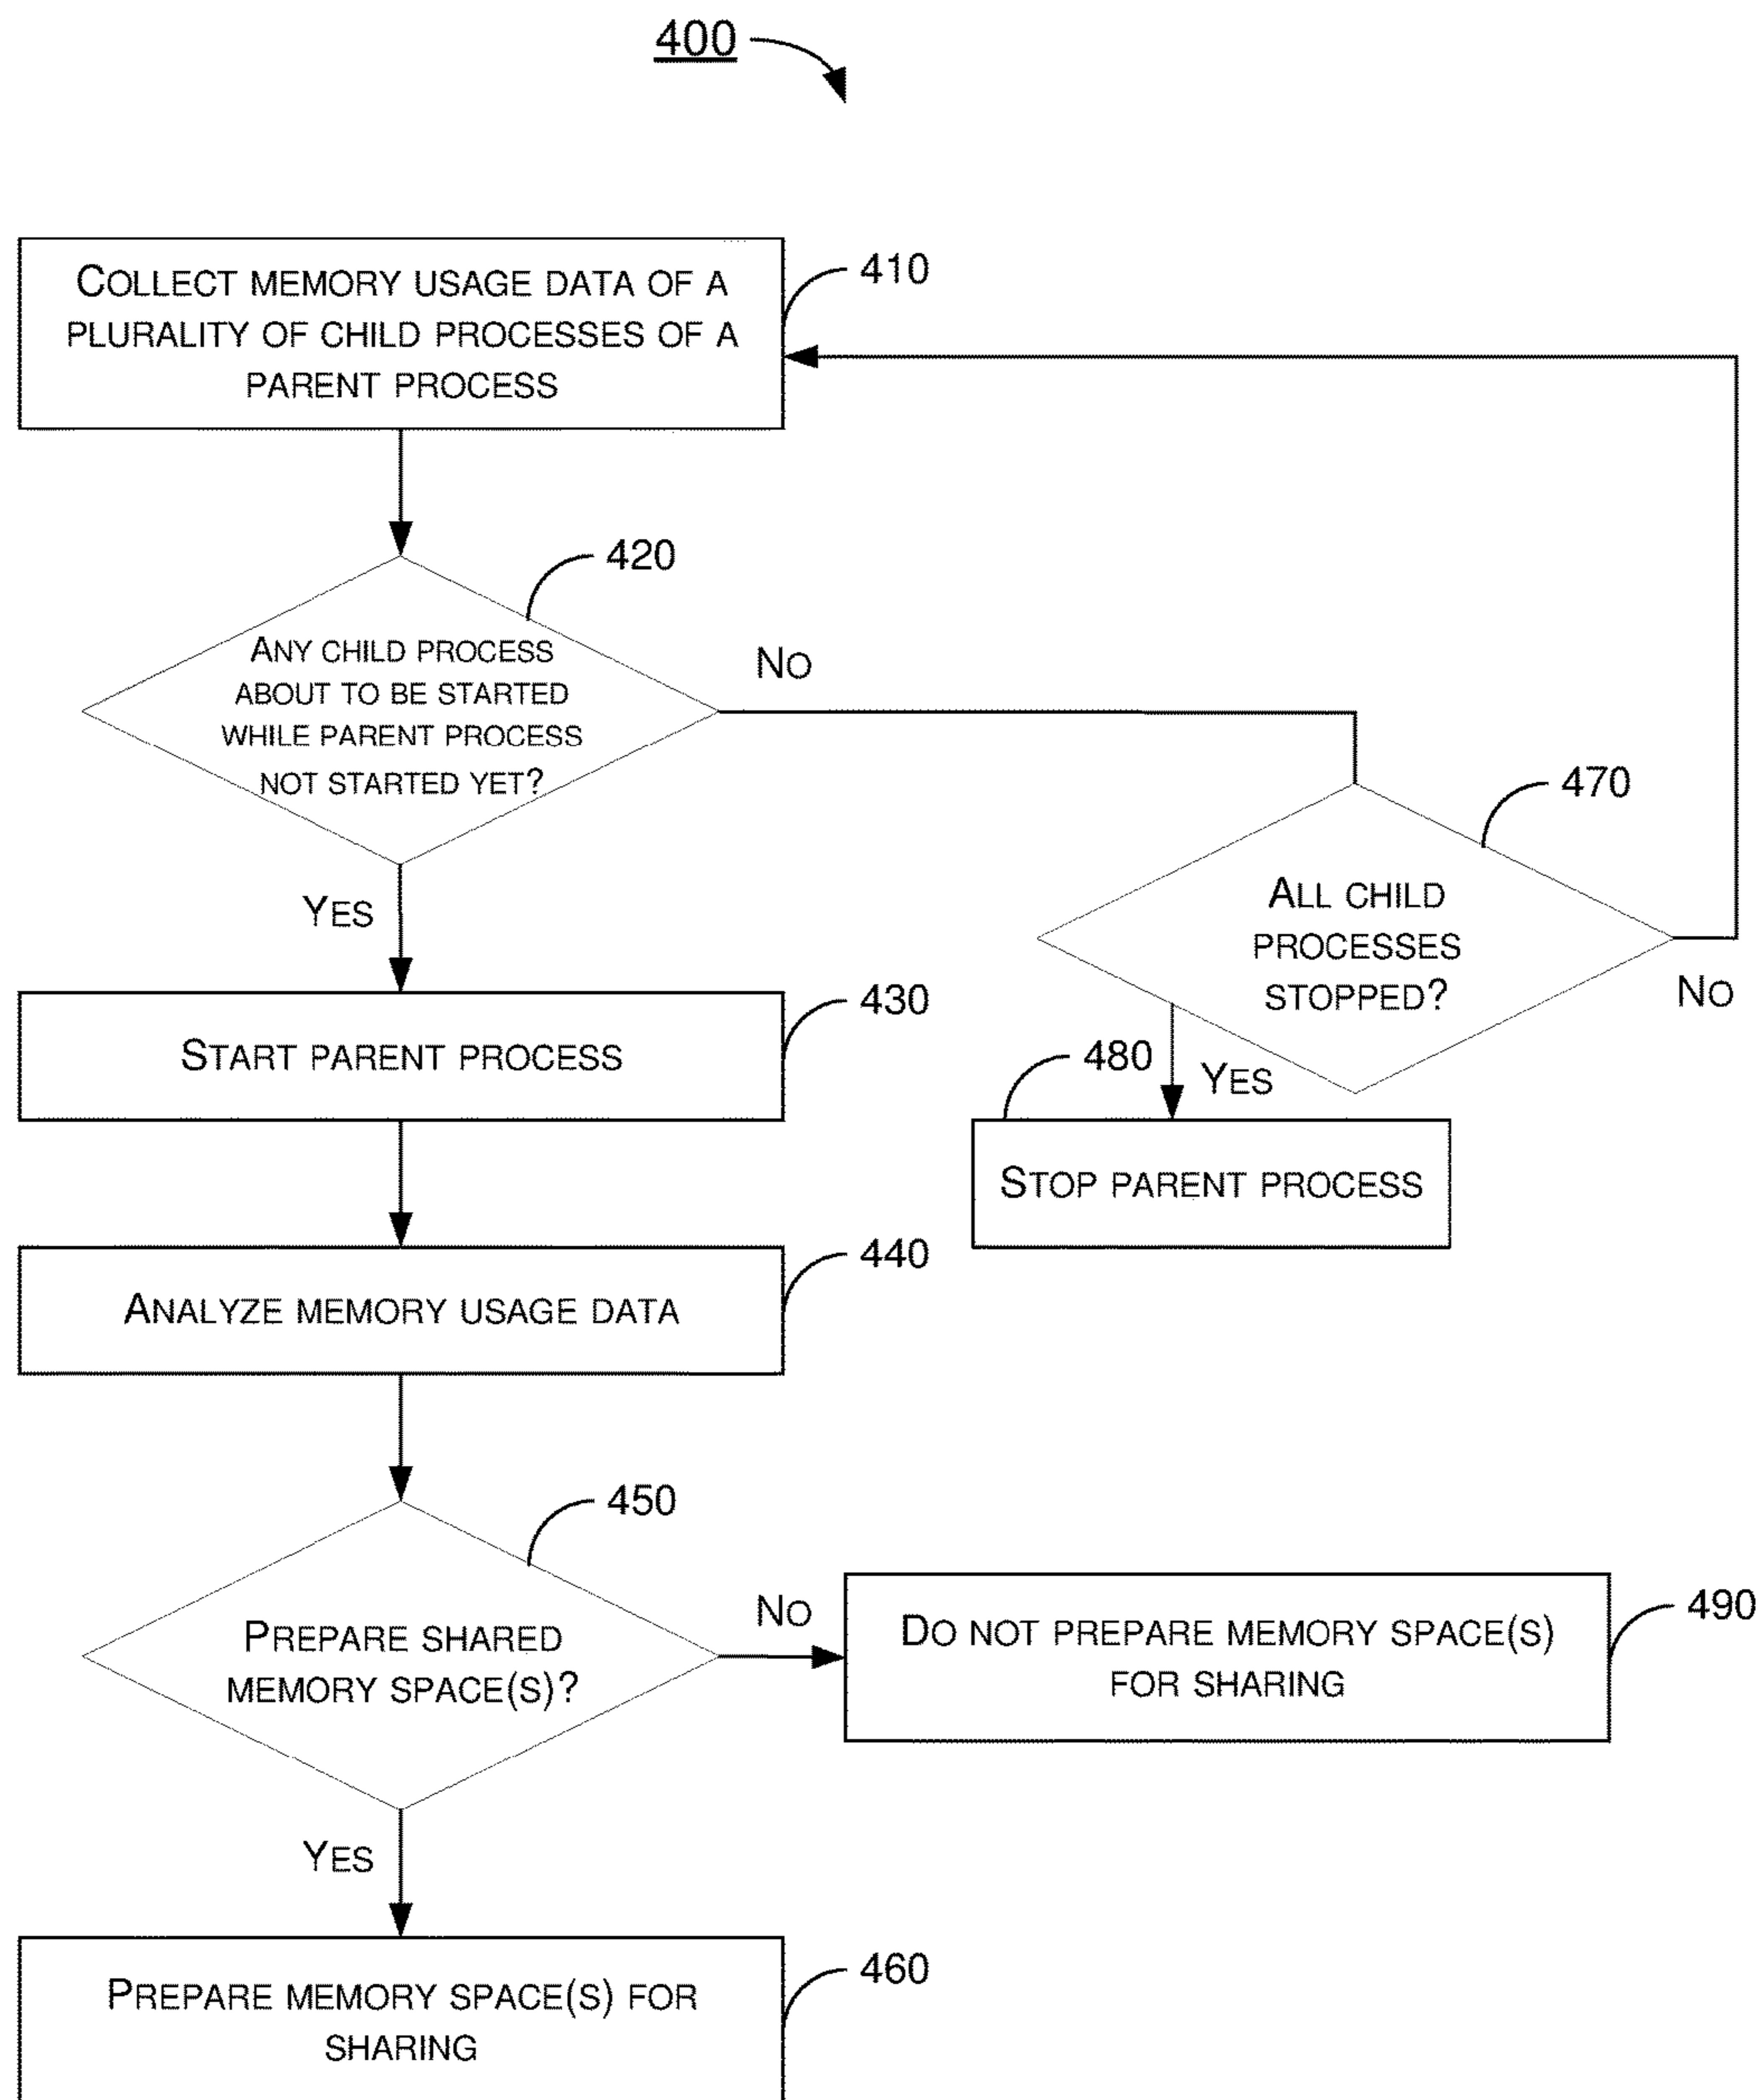 400
COLLECT MEMORY USAGE DATA OF A
PLURALITY OF CHILD PROCESSES OF A
PARENT PROCESS
410
420
ANY CHILD PROCESS
ABOUT TO BE STARTED
WHILE PARENT PROCESS
NOT STARTED YET?
NO
YES
470
ALL CHILD
PROCESSES
STOPPED?
NO
YES
430
START PARENT PROCESS
480
STOP PARENT PROCESS
440
ANALYZE MEMORY USAGE DATA
450
PREPARE SHARED
MEMORY SPACE(S)?
NO
DO NOT PREPARE MEMORY SPACE(S)
FOR SHARING
490
YES
PREPARE MEMORY SPACE(S) FOR
SHARING
460